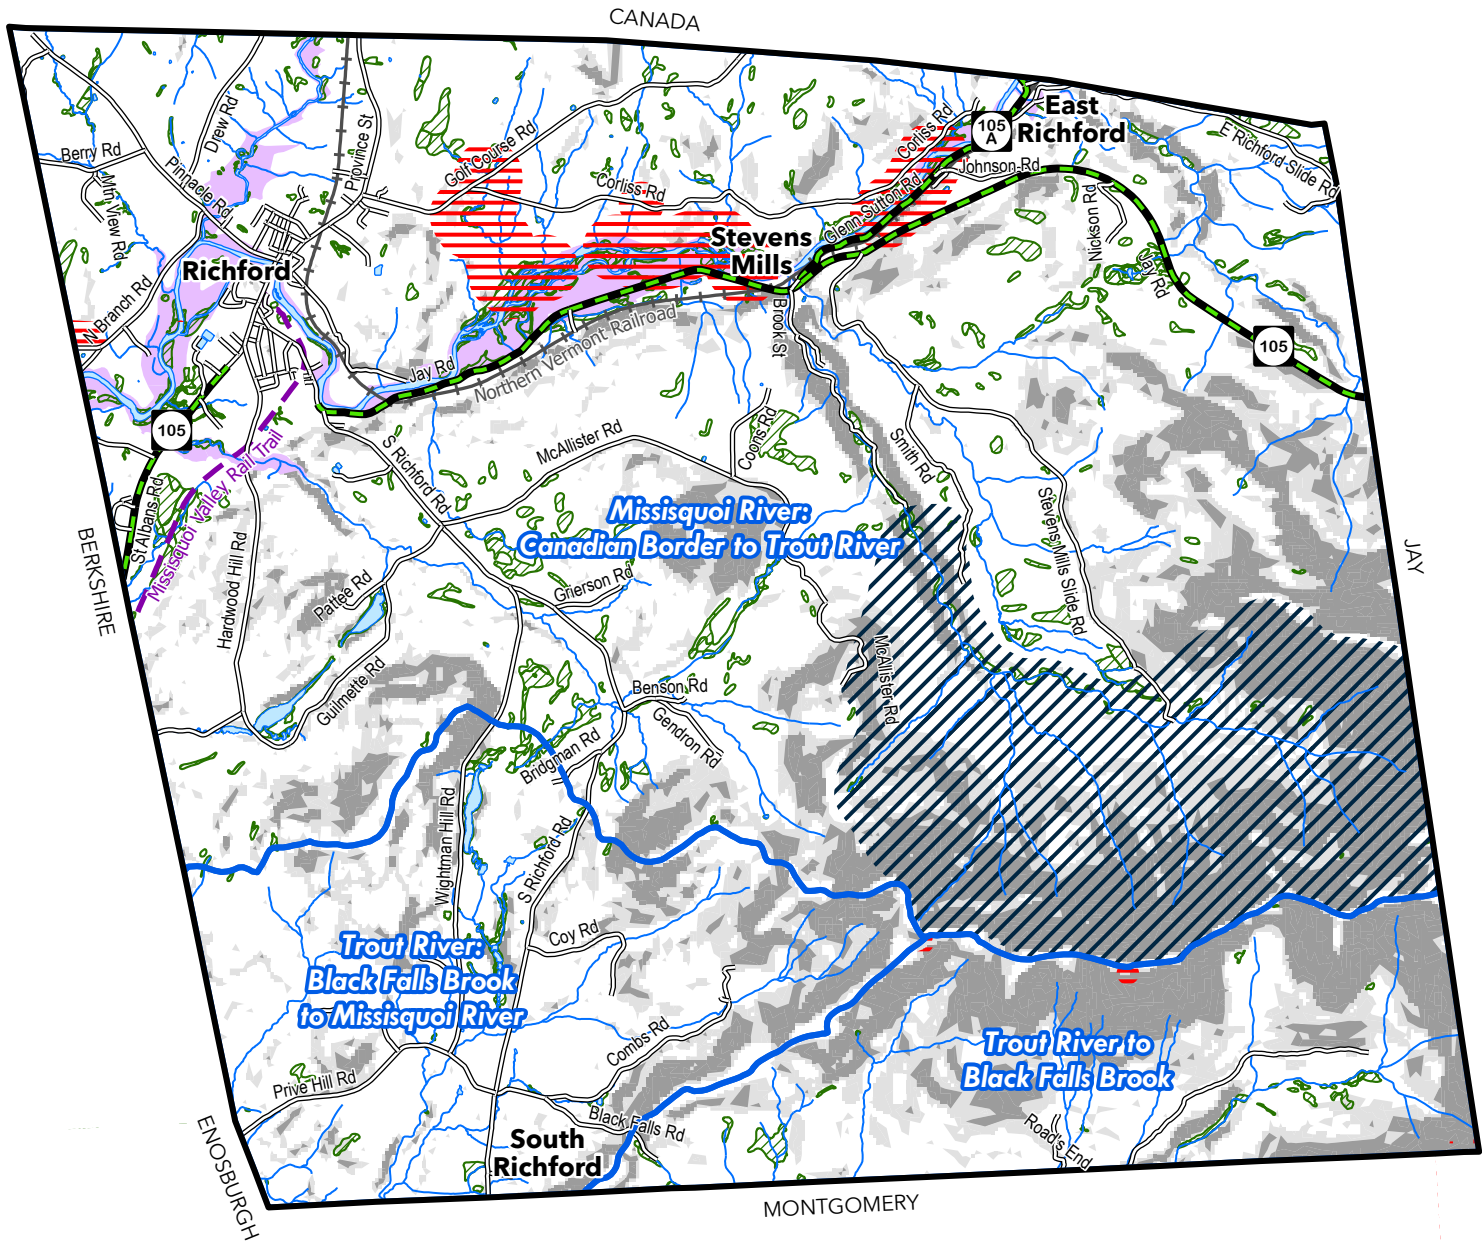 CANADA
East
Richford
105
A
Corliss Rd
E Richford Slide Rd
Drew Rd
Province St
Berry Rd
Golf Course Rd
Johnson Rd
Pinnacle Rd
Mtn View Rd
Corliss Rd
Glenn Sutton Rd
Nickson Rd
Stevens
Mills
Richford
Jay Rd
N Branch Rd
Northern Vermont Railroad
Brook St
105
Jay Rd
105
S Richford Rd
McAllister Rd
Coons Rd
Smith Rd
Missisquoi Valley Rail Trail
St Albans Rd
Missisquoi River:
Canadian Border to Trout River
Stevens Mills Slide Rd
BERKSHIRE
JAY
Hardwood Hill Rd
Pattee Rd
Grierson Rd
McAllister Rd
Guilmette Rd
Benson Rd
Gendron Rd
Bridgman Rd
Wightman Hill Rd
S Richford Rd
Coy Rd
Trout River:
Black Falls Brook
to Missisquoi River
Combs Rd
Trout River to
Black Falls Brook
Prive Hill Rd
Black Falls Rd
Road's End
South
Richford
ENOSBURGH
MONTGOMERY